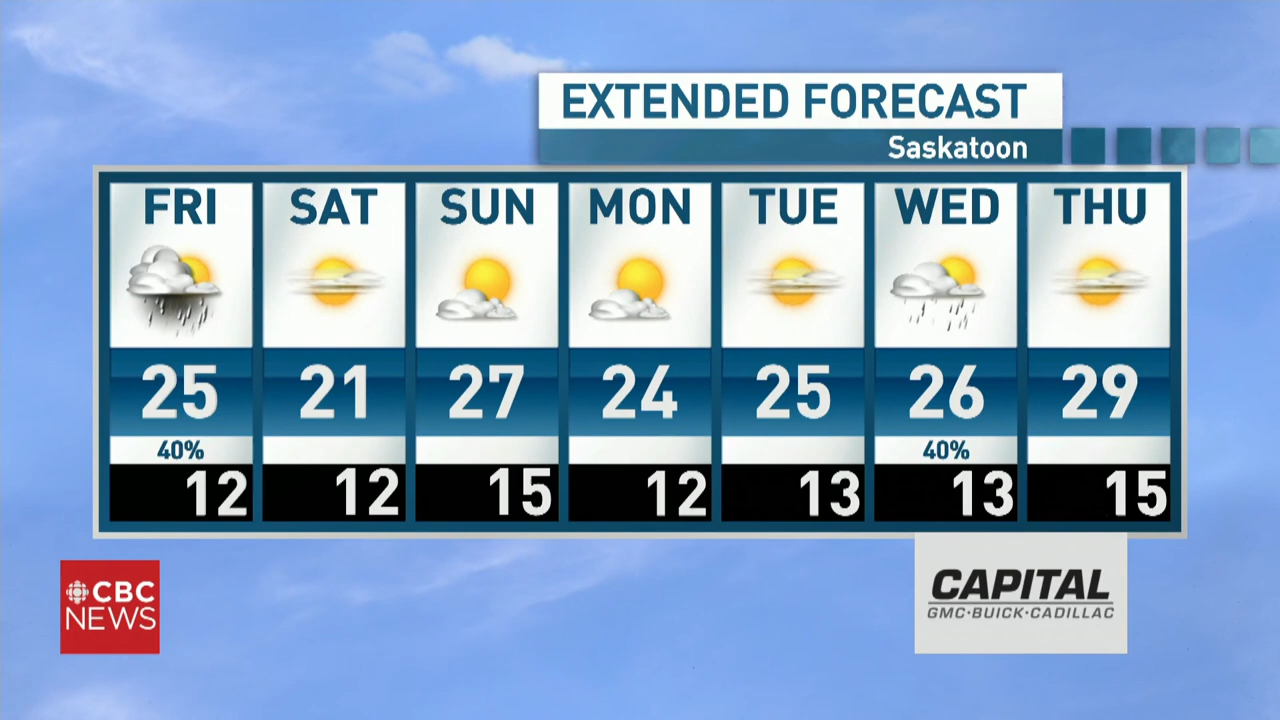 EXTENDED FORECAST
Saskatoon
FRI SAT SUN MON TUE WED THU
25 21 27 24 25 26 29
40% 40%
12 12 15 12 13 13 15
CBC
NEWS
CAPITAL
GMC·BUICK·CADILLAC